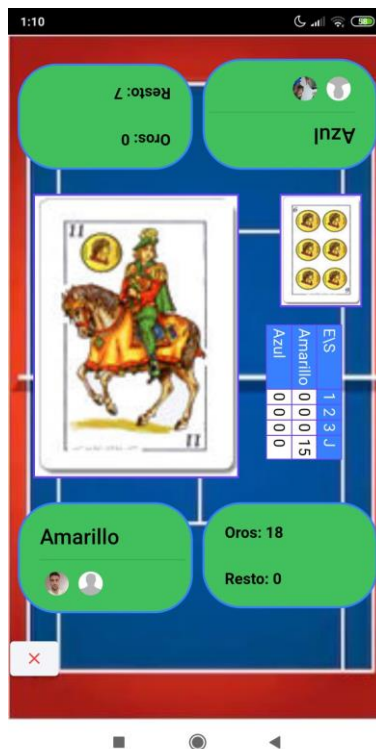 1:10
Resto: 7
Oros: 0
Azul
11
11
E\S 1 2 3 J
Amarillo 0 0 0 15
Azul 0 0 0 0
Amarillo
Oros: 18
Resto: 0